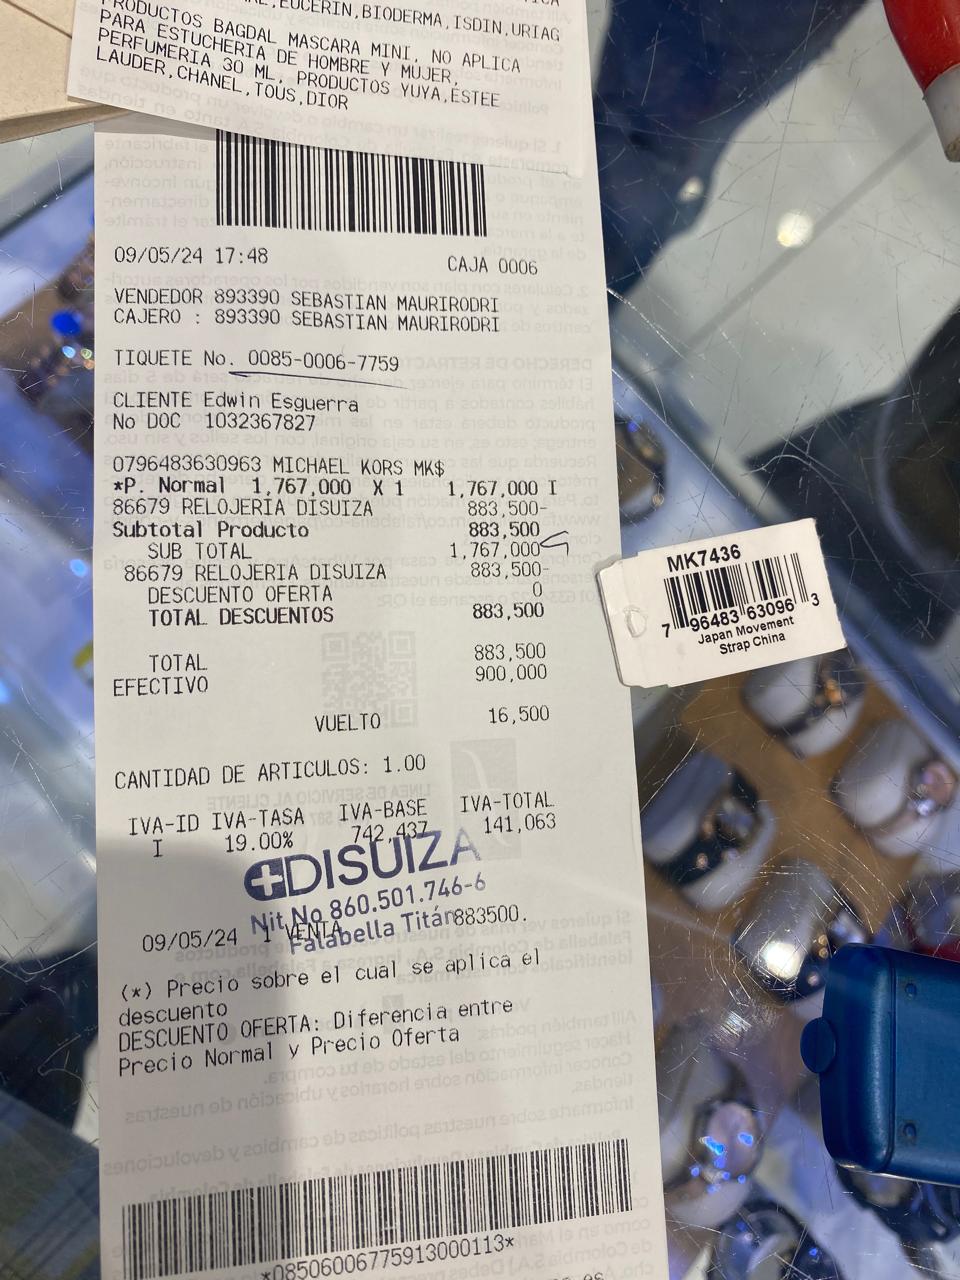 EUCERIN,BIODERMA,ISDIN,URIAG
PRODUCTOS BAGDAL MASCARA MINI, NO APLICA
PARA ESTUCHERIA DE HOMBRE Y MUJER,
PERFUMERIA 30 ML, PRODUCTOS YUYA,ESTEE
LAUDER,CHANEL,TOUS,DIOR
09/05/24 17:48 CAJA 0006
VENDEDOR 893390 SEBASTIAN MAURIRODRI
CAJERO : 893390 SEBASTIAN MAURIRODRI
TIQUETE No. 0085-0006-7759
CLIENTE Edwin Esguerra
No DOC 1032367827
0796483630963 MICHAEL KORS MK$
*P. Normal 1,767,000 X 1 1,767,000 I
86679 RELOJERIA DISUIZA 883,500-
Subtotal Producto 883,500
SUB TOTAL 1,767,000
86679 RELOJERIA DISUIZA 883,500-
DESCUENTO OFERTA 0
TOTAL DESCUENTOS 883,500
TOTAL 883,500
EFECTIVO 900,000
VUELTO 16,500
CANTIDAD DE ARTICULOS: 1.00
IVA-ID IVA-TASA IVA-BASE IVA-TOTAL
I 19.00% 742,437 141,063
DISUIZA
Nit.No 860.501.746-6
Falabella Titán
09/05/24 VENTA 883500.
(*) Precio sobre el cual se aplica el
descuento
DESCUENTO OFERTA: Diferencia entre
Precio Normal y Precio Oferta
*08506006775913000113*
MK7436
7 96483 63096 3
Japan Movement
Strap China